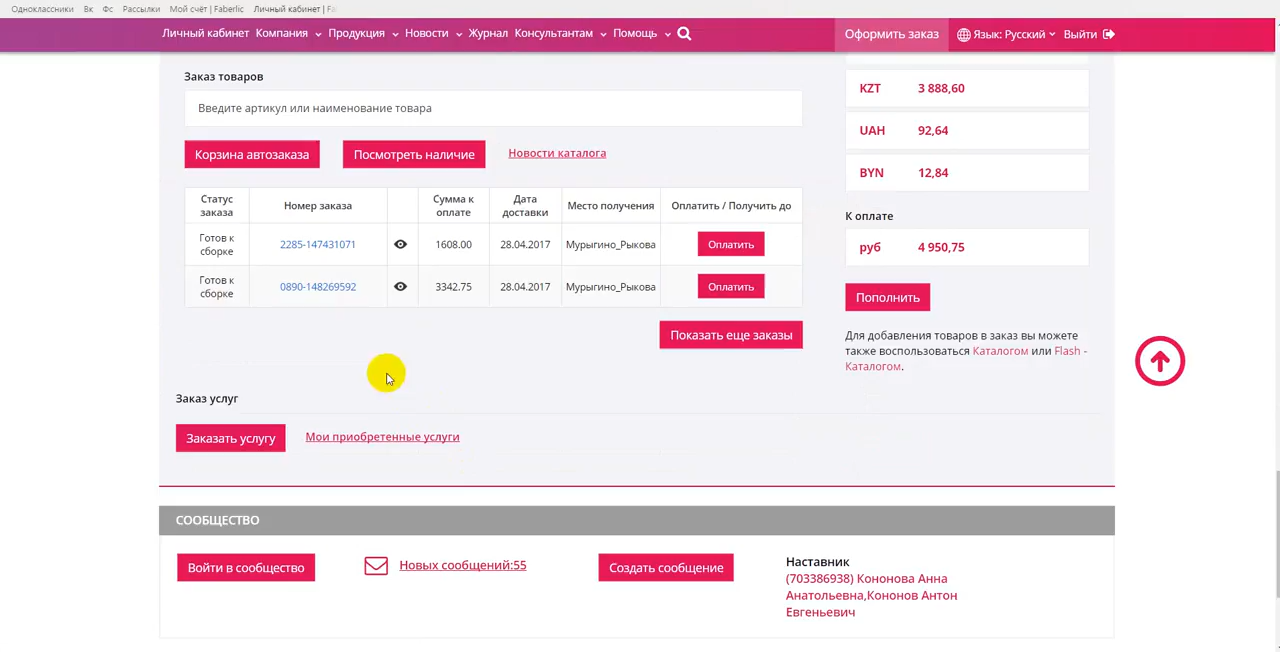 Одноклассники Вк Фс Рассылки Мой счёт | Faberlic Личный кабинет | Fa
Личный кабинет Компания Продукция Новости Журнал Консультантам Помощь Оформить заказ Язык: Русский Выйти
Заказ товаров
Введите артикул или наименование товара
Корзина автозаказа Посмотреть наличие Новости каталога
Статус заказа Номер заказа Сумма к оплате Дата доставки Место получения Оплатить / Получить до
Готов к сборке 2285-147431071 1608.00 28.04.2017 Мурыгино_Рыкова Оплатить
Готов к сборке 0890-148269592 3342.75 28.04.2017 Мурыгино_Рыкова Оплатить
Показать еще заказы
KZT 3 888,60
UAH 92,64
BYN 12,84
К оплате
руб 4 950,75
Пополнить
Для добавления товаров в заказ вы можете
также воспользоваться Каталогом или Flash -
Каталогом.
Заказ услуг
Заказать услугу Мои приобретенные услуги
СООБЩЕСТВО
Войти в сообщество Новых сообщений:55 Создать сообщение
Наставник
(703386938) Кононова Анна
Анатольевна,Кононов Антон
Евгеньевич